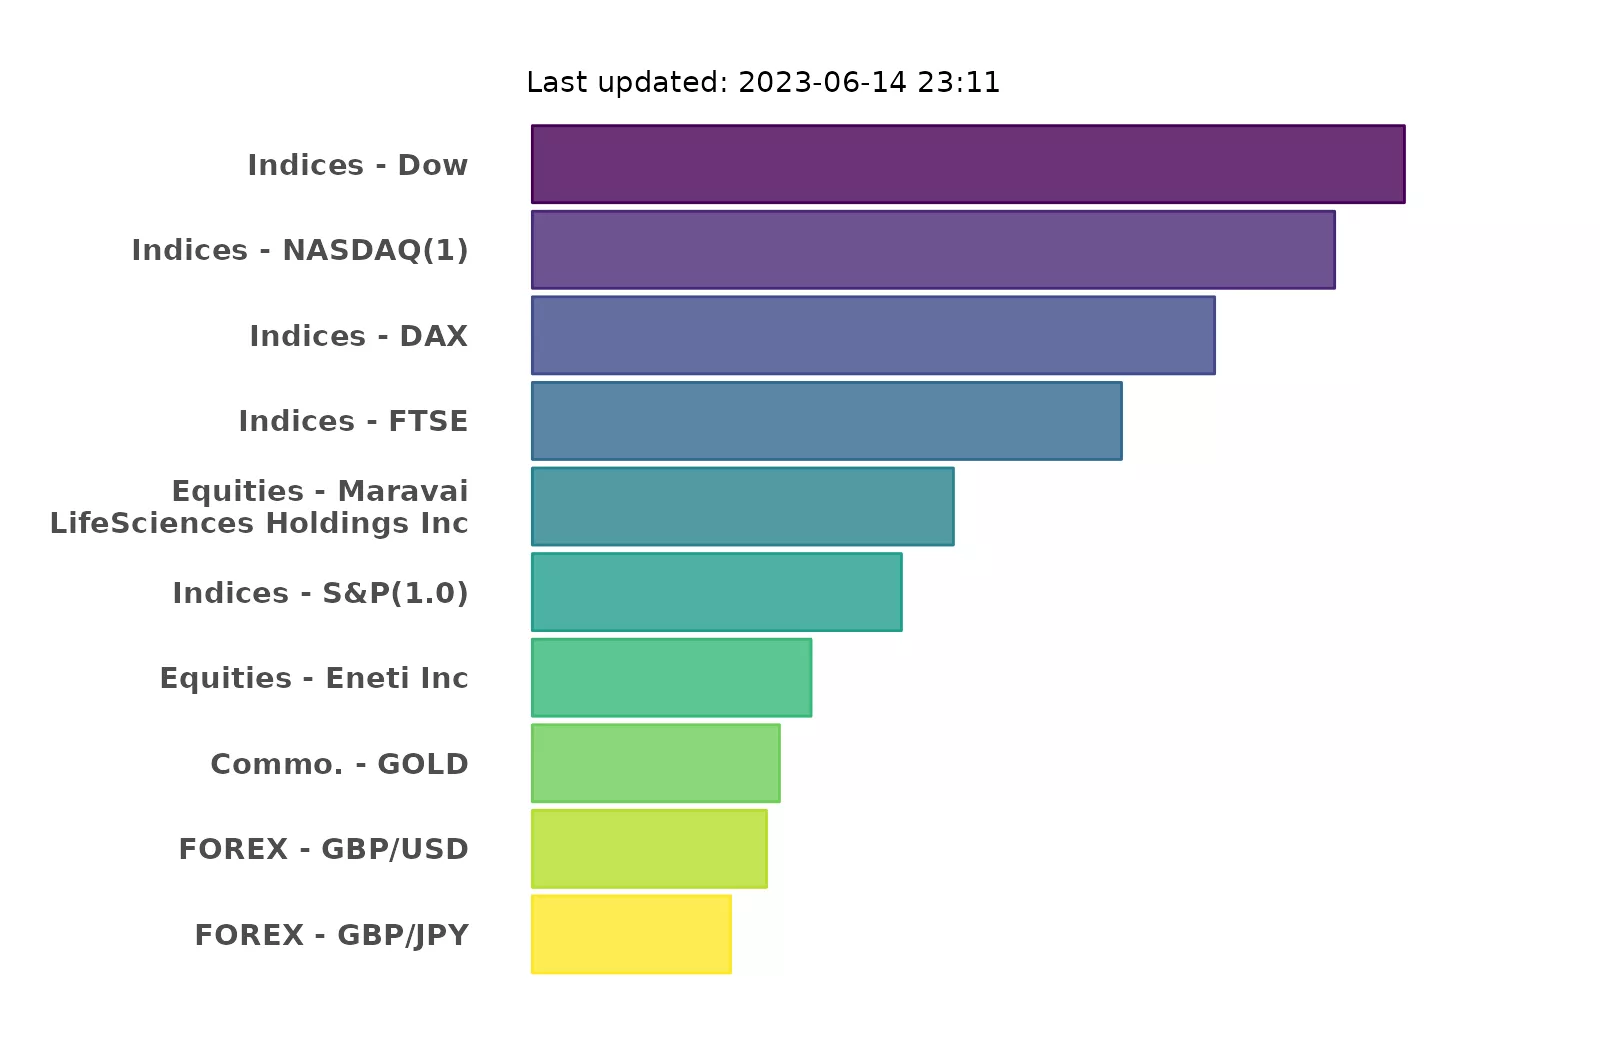 Last updated: 2023-06-14 23:11
Indices - Dow
Indices - NASDAQ(1)
Indices - DAX
Indices - FTSE
Equities - Maravai
LifeSciences Holdings Inc
Indices - S&P(1.0)
Equities - Eneti Inc
Commo. - GOLD
FOREX - GBP/USD
FOREX - GBP/JPY